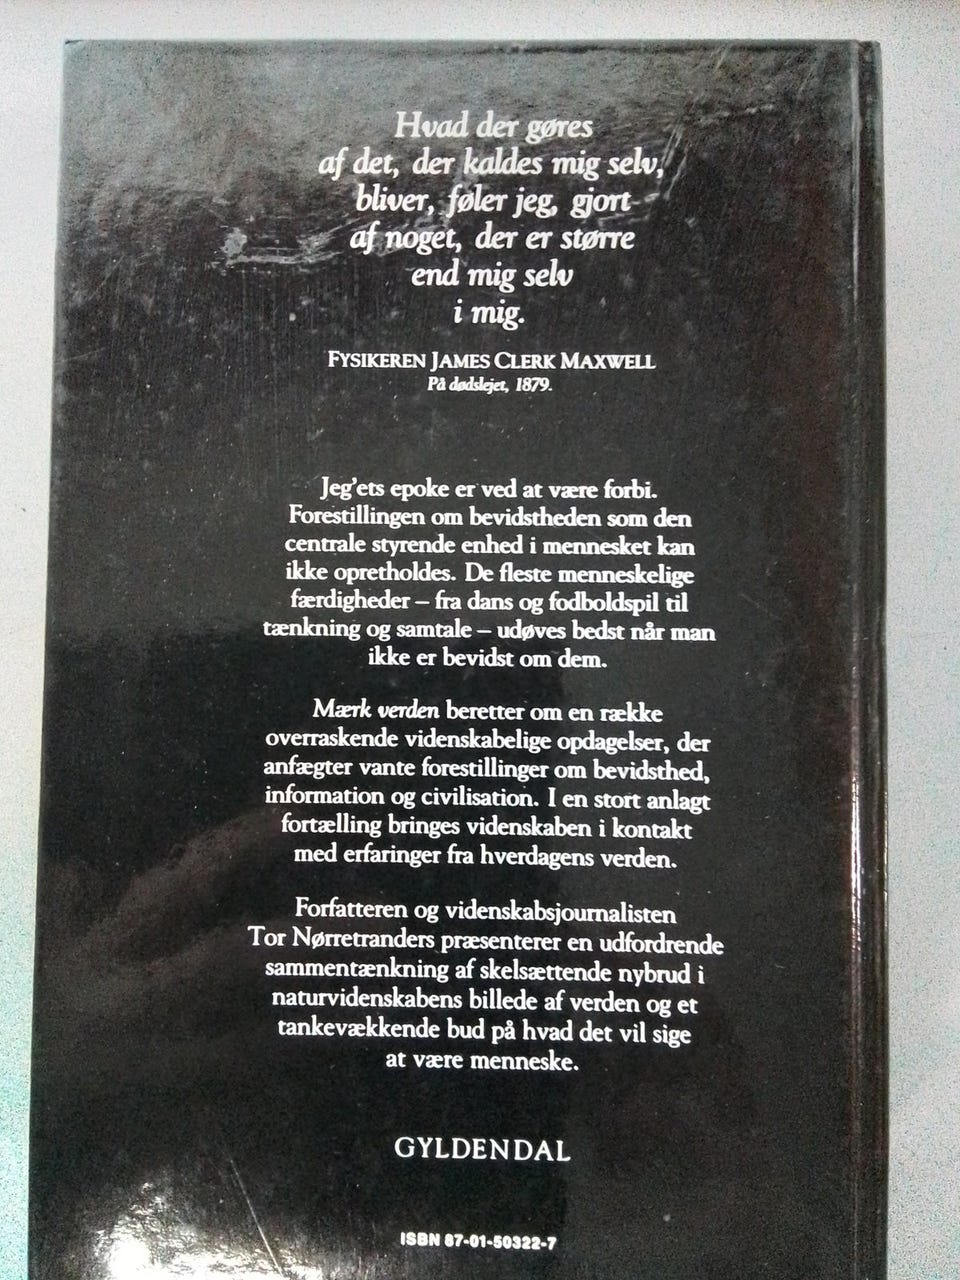 Hvad der gøres
af det, der kaldes mig selv,
bliver, føler jeg, gjort
af noget, der er større
end mig selv
i mig.
FYSIKEREN JAMES CLERK MAXWELL
På dødslejet, 1879.
Jeg'ets epoke er ved at være forbi.
Forestillingen om bevidstheden som den
centrale styrende enhed i mennesket kan
ikke opretholdes. De fleste menneskelige
færdigheder – fra dans og fodboldspil til
tænkning og samtale – udøves bedst når man
ikke er bevidst om dem.
Mærk verden beretter om en række
overraskende videnskabelige opdagelser, der
anfægter vante forestillinger om bevidsthed,
information og civilisation. I en stort anlagt
fortælling bringes videnskaben i kontakt
med erfaringer fra hverdagens verden.
Forfatteren og videnskabsjournalisten
Tor Nørretranders præsenterer en udfordrende
sammentænkning af skelsættende nybrud i
naturvidenskabens billede af verden og et
tankevækkende bud på hvad det vil sige
at være menneske.
GYLDENDAL
ISBN 87-01-50322-7